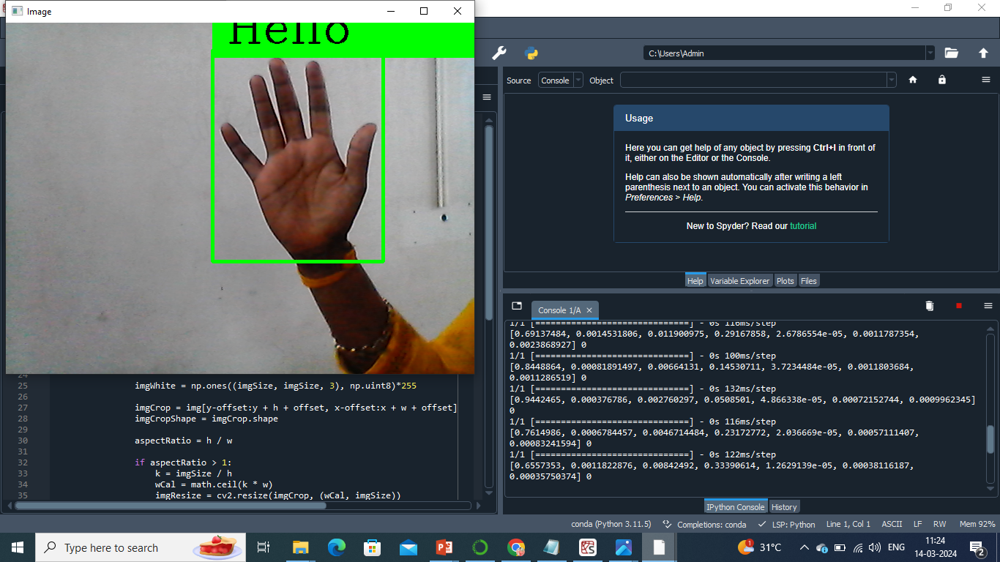 Image
Hello
C:\Users\Admin
Source Console Object
Usage
Here you can get help of any object by pressing Ctrl+I in front of
it, either on the Editor or the Console.
Help can also be shown automatically after writing a left
parenthesis next to an object. You can activate this behavior in
Preferences > Help.
New to Spyder? Read our tutorial
Help Variable Explorer Plots Files
Console 1/A
1/1 [==============================] - 0s 116ms/step
[0.69137484, 0.0014531806, 0.011900975, 0.29167858, 2.6786554e-05, 0.0011787354,
0.0023868927] 0
1/1 [==============================] - 0s 100ms/step
[0.8448864, 0.00081891497, 0.00664131, 0.14530711, 3.7234484e-05, 0.0011803684,
0.0011286519] 0
1/1 [==============================] - 0s 132ms/step
[0.9442465, 0.000376786, 0.002760297, 0.0508501, 4.866338e-05, 0.00072152744, 0.0009962345]
0
1/1 [==============================] - 0s 116ms/step
[0.7614986, 0.0006784457, 0.0046714484, 0.23172772, 2.036669e-05, 0.00057111407,
0.00083241594] 0
1/1 [==============================] - 0s 122ms/step
[0.6557353, 0.0011822876, 0.00842492, 0.33390614, 1.2629139e-05, 0.00038116187,
0.00035750374] 0
IPython Console History
24
25 imgWhite = np.ones((imgSize, imgSize, 3), np.uint8)*255
26
27 imgCrop = img[y-offset:y + h + offset, x-offset:x + w + offset]
28 imgCropShape = imgCrop.shape
29
30 aspectRatio = h / w
31
32 if aspectRatio > 1:
33 k = imgSize / h
34 wCal = math.ceil(k * w)
35 imgResize = cv2.resize(imgCrop, (wCal, imgSize))
conda (Python 3.11.5) Completions: conda LSP: Python Line 1, Col 1 ASCII LF RW Mem 92%
Type here to search
1 31°C ENG 11:24
14-03-2024 2